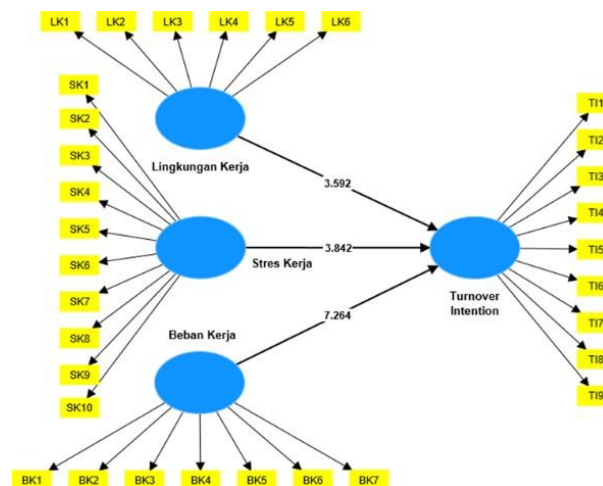 LK1 LK2 LK3 LK4 LK5 LK6
SK1
SK2
SK3
SK4
SK5
SK6
SK7
SK8
SK9
SK10
Lingkungan Kerja
3.592
Stres Kerja
3.842
Beban Kerja
7.264
Turnover
Intention
TI1
TI2
TI3
TI4
TI5
TI6
TI7
TI8
TI9
BK1 BK2 BK3 BK4 BK5 BK6 BK7